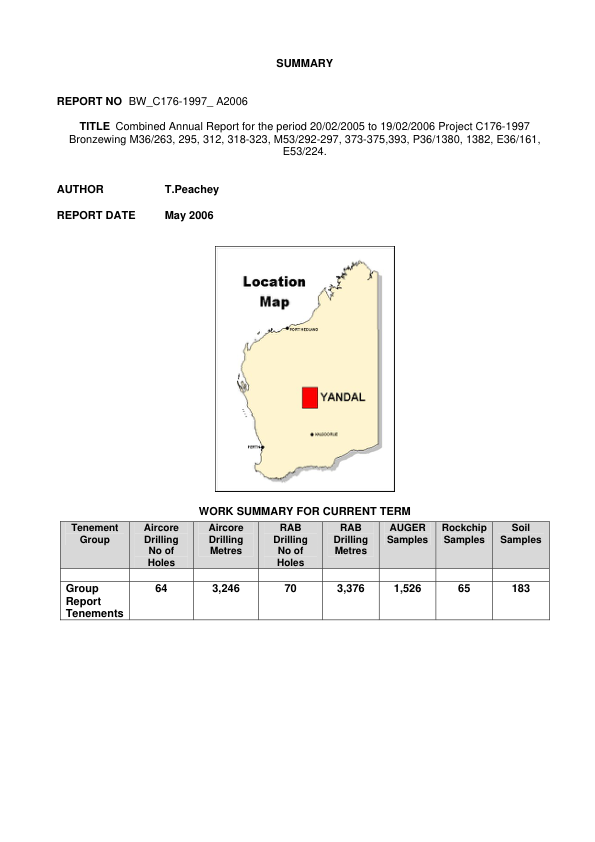 SUMMARY
REPORT NO BW_C176-1997_ A2006
TITLE Combined Annual Report for the period 20/02/2005 to 19/02/2006 Project C176-1997
Bronzewing M36/263, 295, 312, 318-323, M53/292-297, 373-375,393, P36/1380, 1382, E36/161,
E53/224.
AUTHOR T.Peachey
REPORT DATE May 2006
Location
Map
PORT HEDLAND
YANDAL
KALGOORLIE
PERTH
WORK SUMMARY FOR CURRENT TERM
Tenement Group Aircore Drilling No of Holes Aircore Drilling Metres RAB Drilling No of Holes RAB Drilling Metres AUGER Samples Rockchip Samples Soil Samples
Group Report Tenements 64 3,246 70 3,376 1,526 65 183